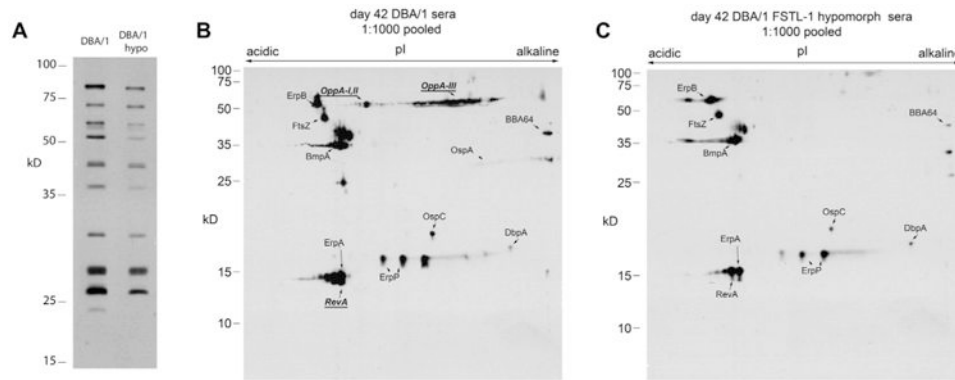 A
DBA/1
DBA/1
hypo
100
75
50
kD
35
25
15
B
day 42 DBA/1 sera
1:1000 pooled
acidic
pI
alkaline
100
75
50
35
25
kD
15
10
ErpB
OppA-I,II
OppA-III
FtsZ
BBA64
BmpA
OspA
OspC
DbpA
ErpA
ErpP
RevA
C
day 42 DBA/1 FSTL-1 hypomorph sera
1:1000 pooled
acidic
pI
alkaline
100
75
50
35
25
kD
15
10
ErpB
FtsZ
BBA64
BmpA
OspC
DbpA
ErpA
ErpP
RevA